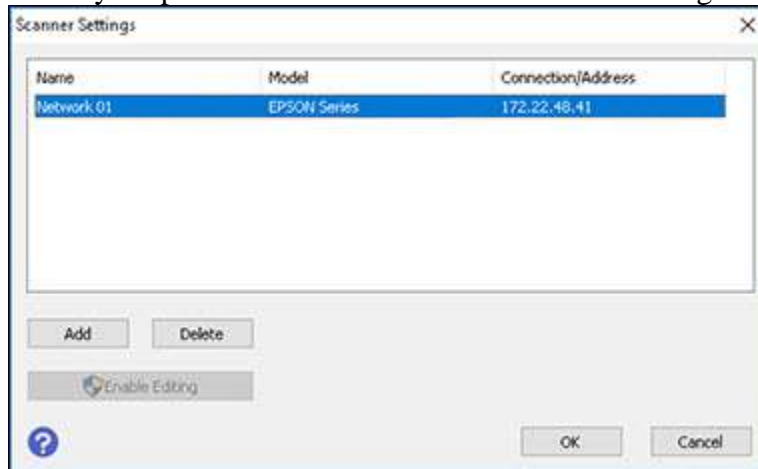 Scanner Settings
Name Model Connection/Address
Network 01 EPSON Series 172.22.48.41
Add Delete
Enable Editing
?
OK Cancel